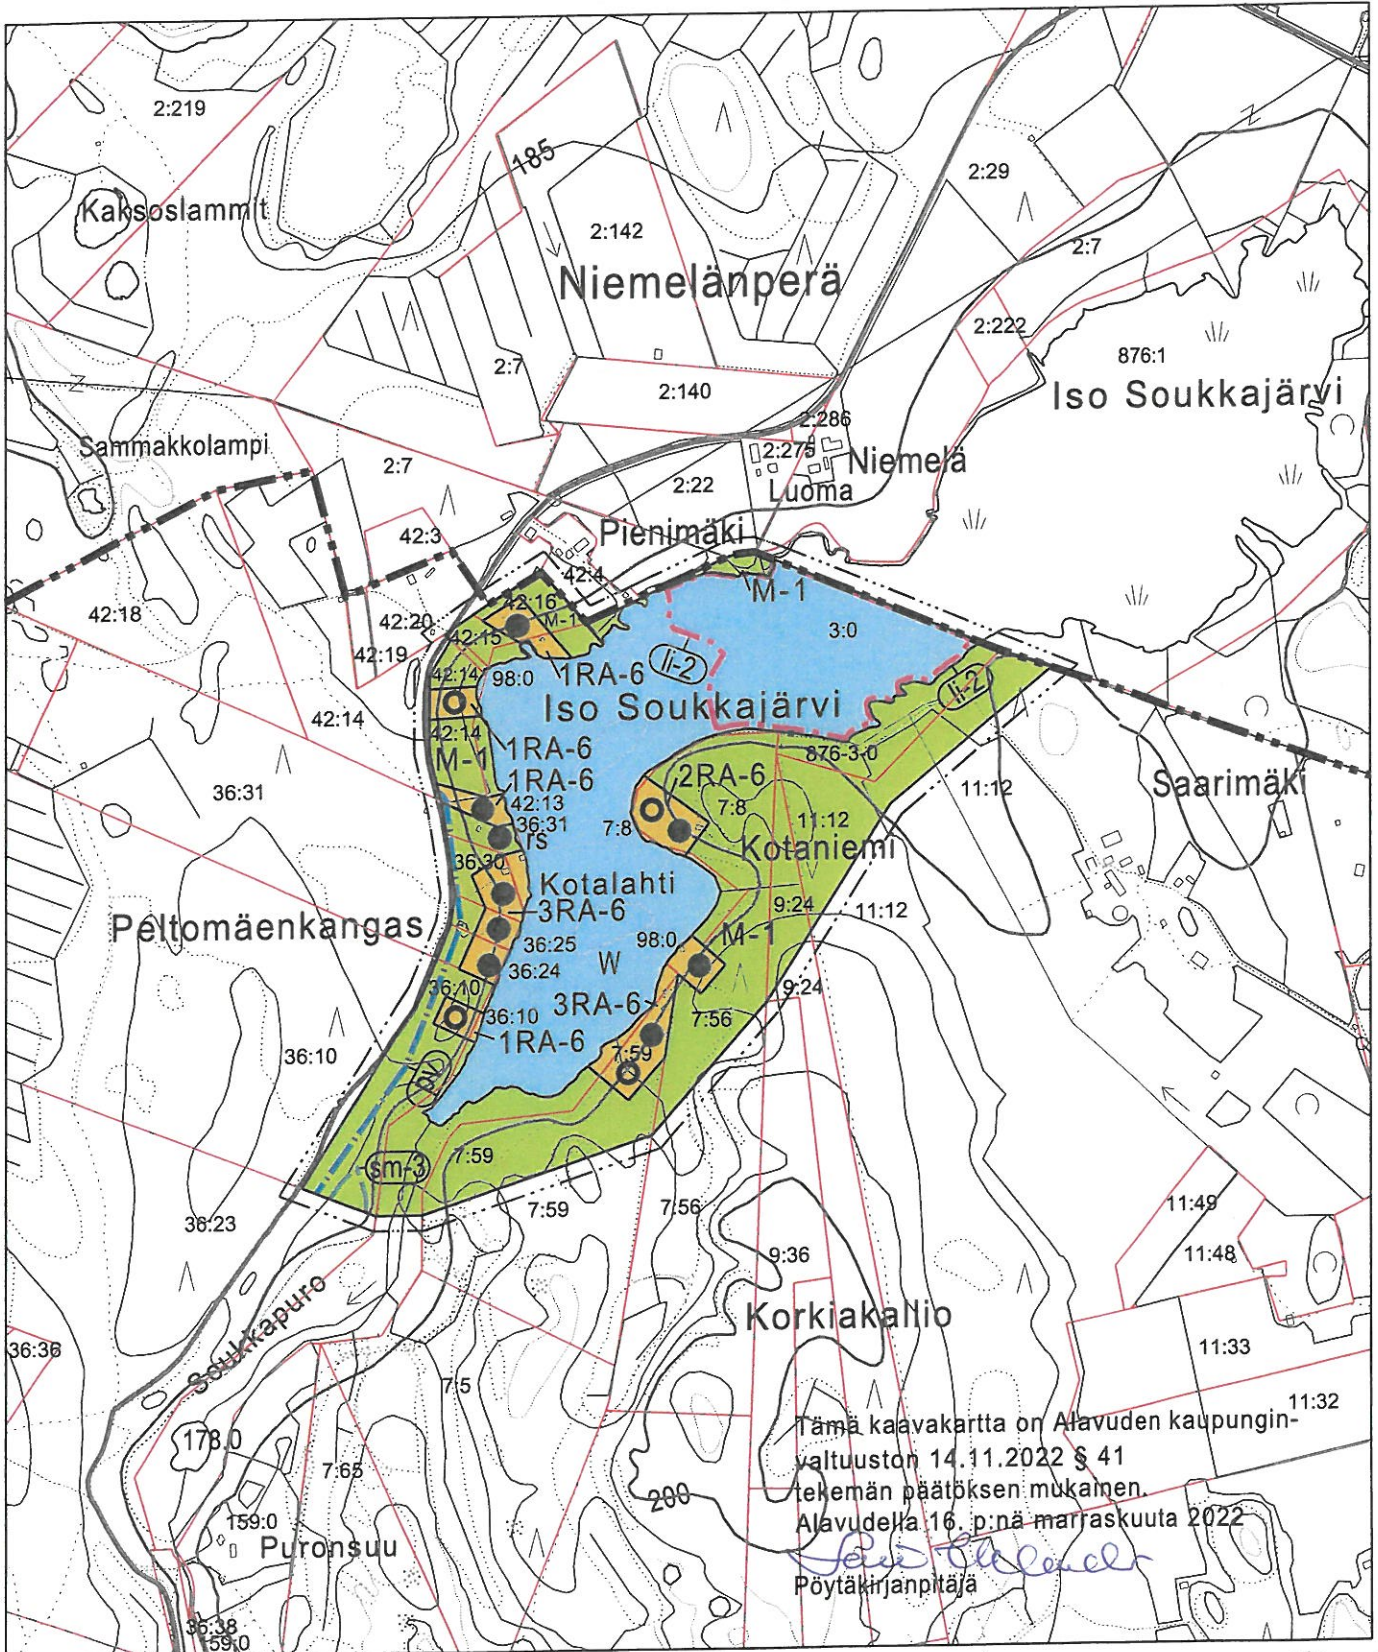 2:219
185
2:29
Kaksoslammit
2:142
2:7
Niemelänperä
2:222
876:1
2:7
2:140
Iso Soukkajärvi
2:286
Sammakkolampi
2:275
Niemelä
2:7
2:22
Luoma
42:3
Pienimäki
42:4
M-1
42:18
42:16
42:20
M-1
3:0
42:15
42:19
li-2
42:14
98:0
1RA-6
li-2
42:14
Iso Soukkajärvi
42:14
M-1
1RA-6
876-3-0
1RA-6
2RA-6
Saarimäki
36:31
42:13
7:8
11:12
36:31
7:8
11:12
rs
Kotaniemi
36:30
Kotalahti
3RA-6
9:24
11:12
Peltomäenkangas
36:25
98:0
M-1
36:24
W
36:10
9:24
36:10
3RA-6
7:56
1RA-6
36:10
7:59
pv
sm-3
7:59
36:23
7:59
7:56
11:49
9:36
11:48
Soukkapuro
Korkiakallio
36:36
11:33
7:5
11:32
Tämä kaavakartta on Alavuden kaupungin-
valtuuston 14.11.2022 § 41
tekemän päätöksen mukainen.
Alavudella 16. p:nä marraskuuta 2022
Pöytäkirjanpitäjä
178.0
7:65
200
159:0
Puronsuu
36:38
159:0